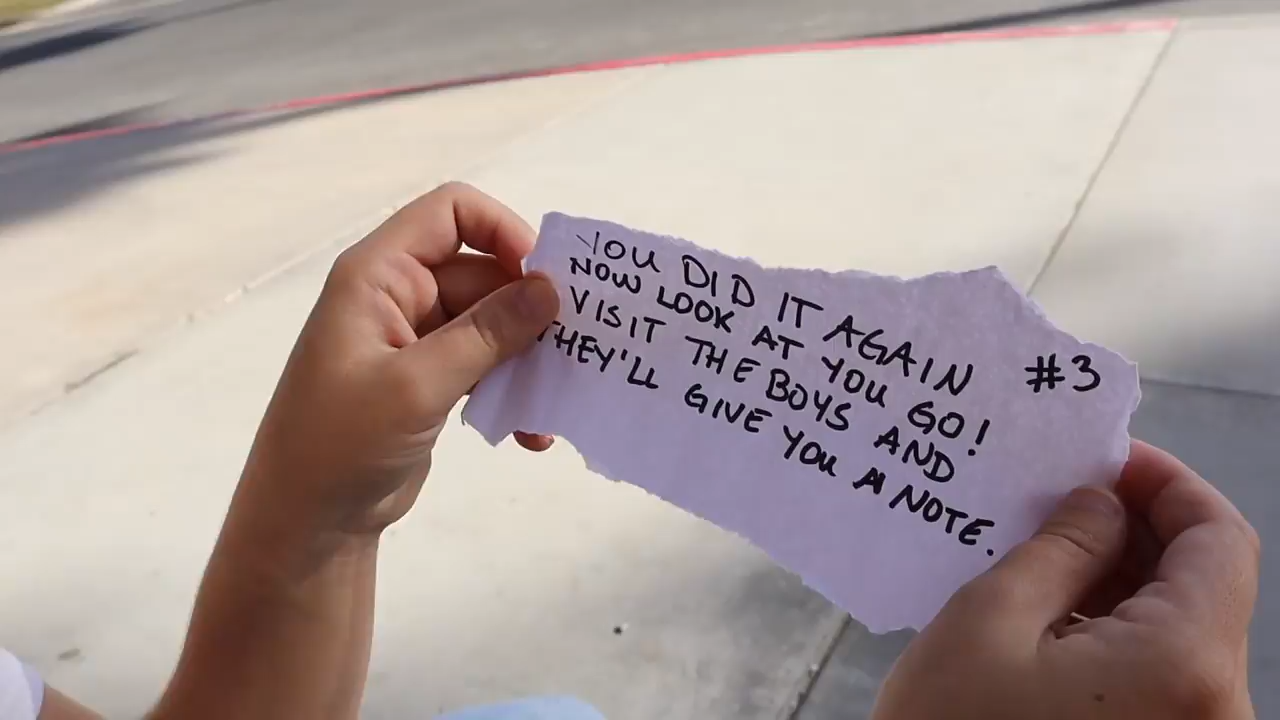 YOU DID IT AGAIN
NOW LOOK AT YOU GO!
VISIT THE BOYS AND
THEY'LL GIVE YOU A NOTE.
#3